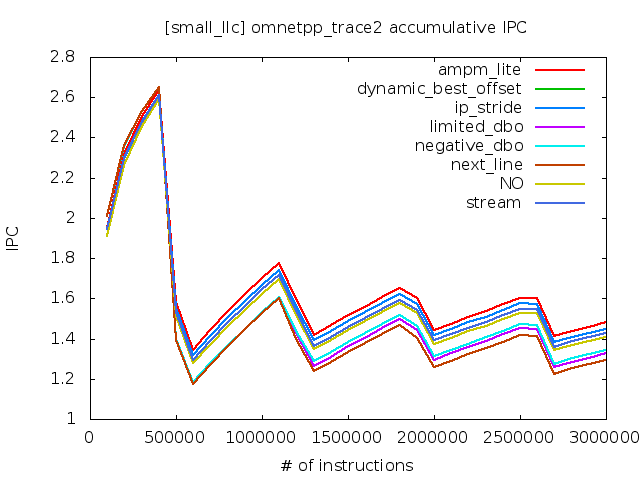 [small_llc] omnetpp_trace2 accumulative IPC
2.8
2.6
2.4
2.2
2
1.8
1.6
1.4
1.2
1
IPC
ampm_lite
dynamic_best_offset
ip_stride
limited_dbo
negative_dbo
next_line
NO
stream
0 500000 1000000 1500000 2000000 2500000 3000000
# of instructions